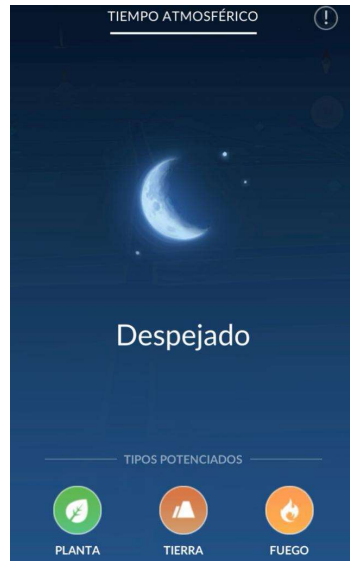 TIEMPO ATMOSFÉRICO
Despejado
TIPOS POTENCIADOS
PLANTA TIERRA FUEGO